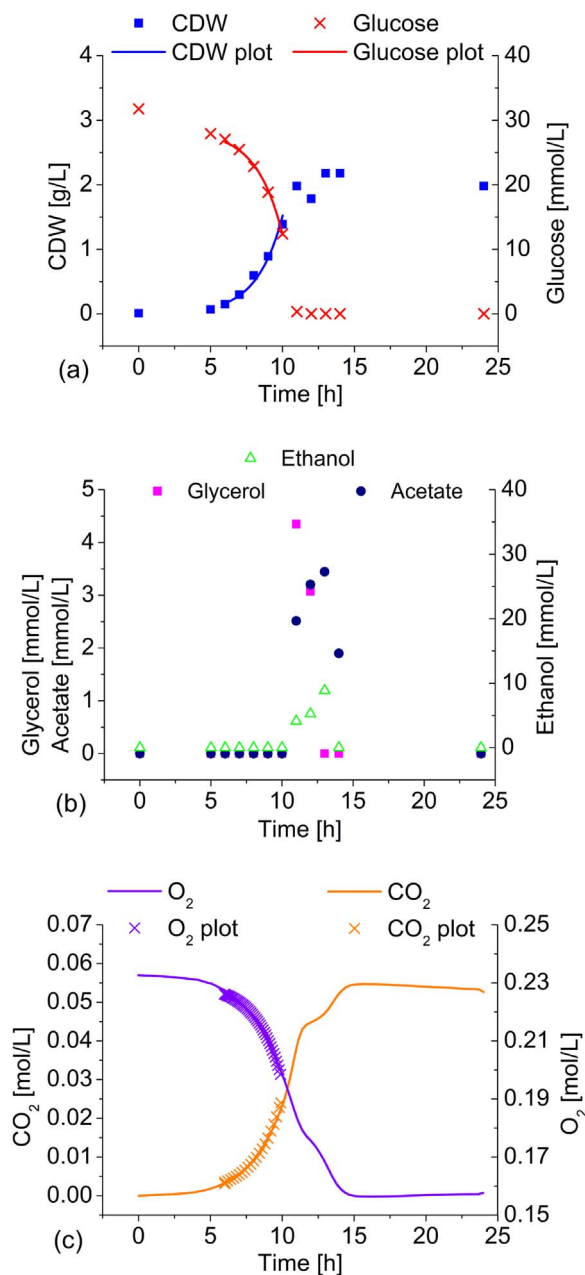 CDW Glucose
CDW plot Glucose plot
4 40
3 30
2 20
1 10
0 0
CDW [g/L]
Glucose [mmol/L]
0 5 10 15 20 25
Time [h]
(a)
Ethanol
Glycerol Acetate
5 40
4 30
3 20
2 10
1 0
0
Glycerol [mmol/L]
Acetate [mmol/L]
Ethanol [mmol/L]
0 5 10 15 20 25
Time [h]
(b)
O₂ CO₂
O₂ plot CO₂ plot
0.07 0.25
0.06 0.23
0.05 0.21
0.04 0.19
0.03 0.17
0.02 0.15
0.01
0.00
CO₂ [mol/L]
O₂ [mol/L]
0 5 10 15 20 25
Time [h]
(c)